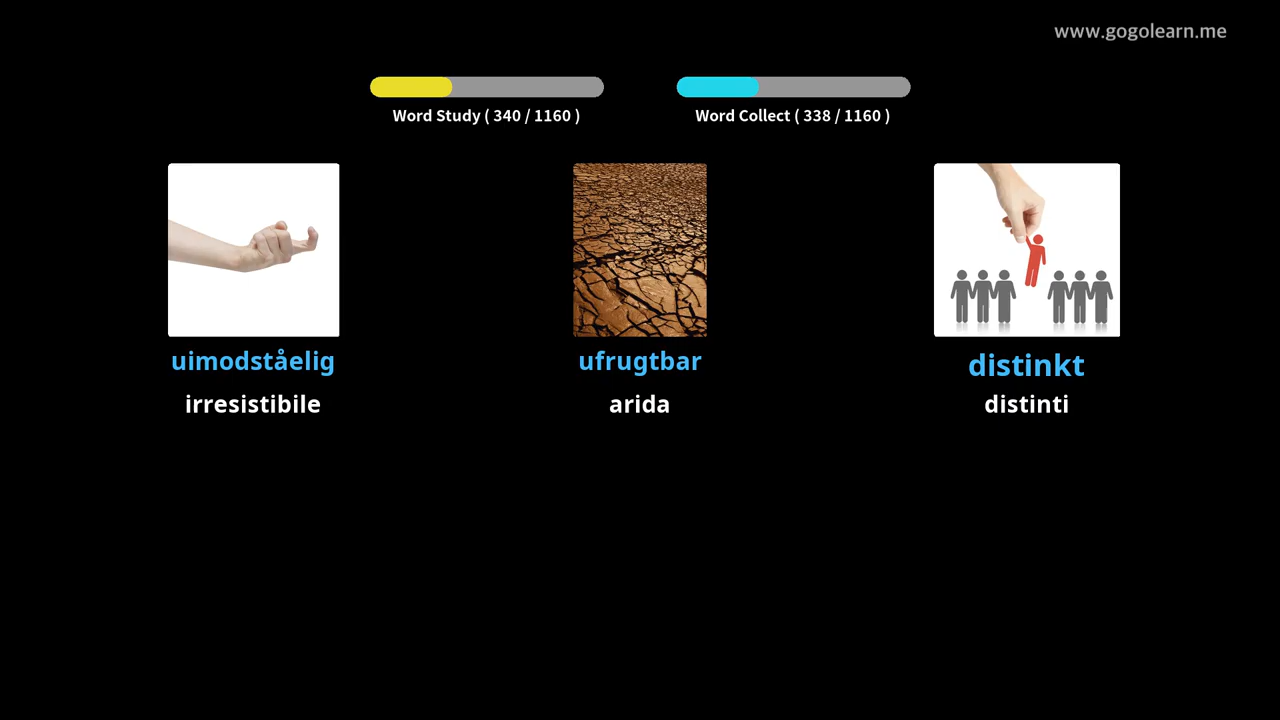 www.gogolearn.me
Word Study ( 340 / 1160 )
Word Collect ( 338 / 1160 )
uimodståelig
ufrugtbar
distinkt
irresistibile
arida
distinti